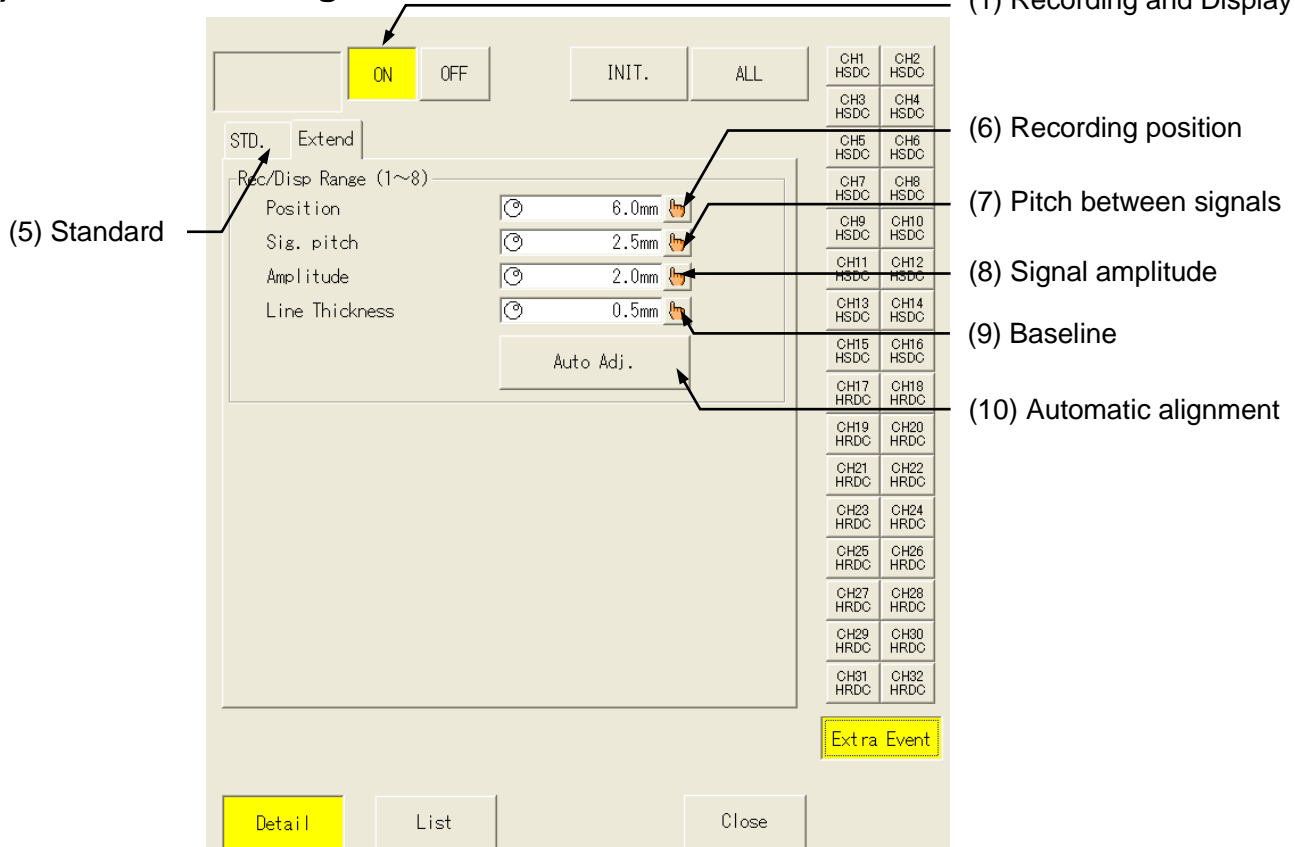 (1) Recording and Display
ON OFF INIT. ALL
CH1 HSDC CH2 HSDC
CH3 HSDC CH4 HSDC
(6) Recording position
STD. Extend
CH5 HSDC CH6 HSDC
Rec/Disp Range (1～8)
CH7 HSDC CH8 HSDC
Position 6.0mm
(7) Pitch between signals
(5) Standard
Sig. pitch 2.5mm
CH9 HSDC CH10 HSDC
Amplitude 2.0mm
CH11 HSDC CH12 HSDC
(8) Signal amplitude
Line Thickness 0.5mm
CH13 HSDC CH14 HSDC
(9) Baseline
Auto Adj.
CH15 HSDC CH16 HSDC
CH17 HRDC CH18 HRDC
(10) Automatic alignment
CH19 HRDC CH20 HRDC
CH21 HRDC CH22 HRDC
CH23 HRDC CH24 HRDC
CH25 HRDC CH26 HRDC
CH27 HRDC CH28 HRDC
CH29 HRDC CH30 HRDC
CH31 HRDC CH32 HRDC
Extra Event
Detail List Close